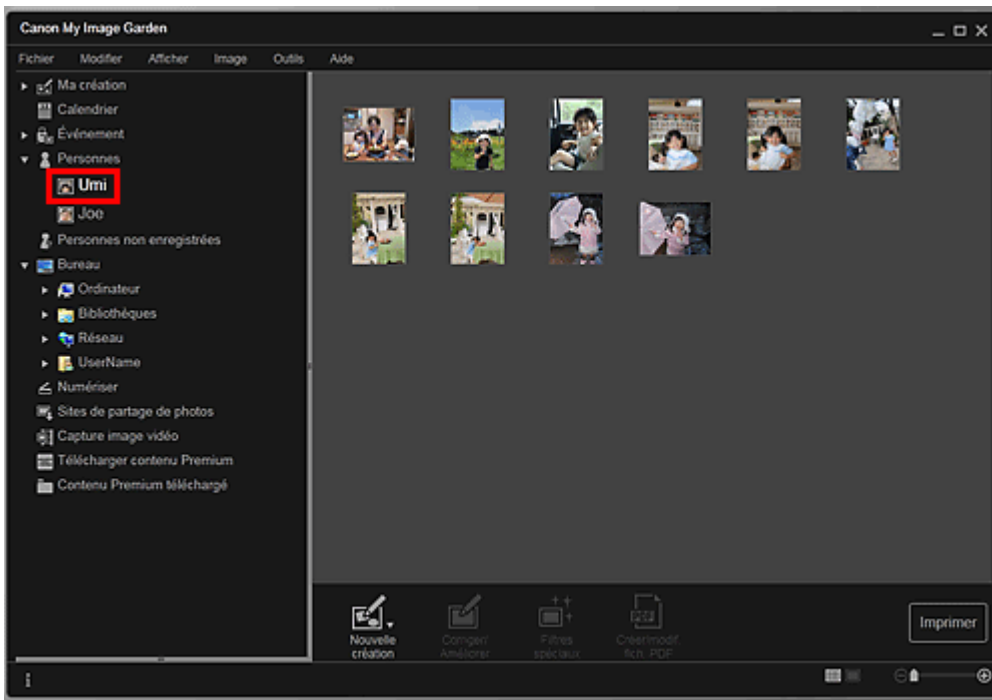 Canon My Image Garden
Fichier Modifier Afficher Image Outils Aide
Ma création
Calendrier
Événement
Personnes
Umi
Joe
Personnes non enregistrées
Bureau
Ordinateur
Bibliothèques
Réseau
UserName
Numériser
Sites de partage de photos
Capture image vidéo
Télécharger contenu Premium
Contenu Premium téléchargé
Nouvelle création
Corriger/ Améliorer
Filtres spéciaux
Créer/modif fich. PDF
Imprimer